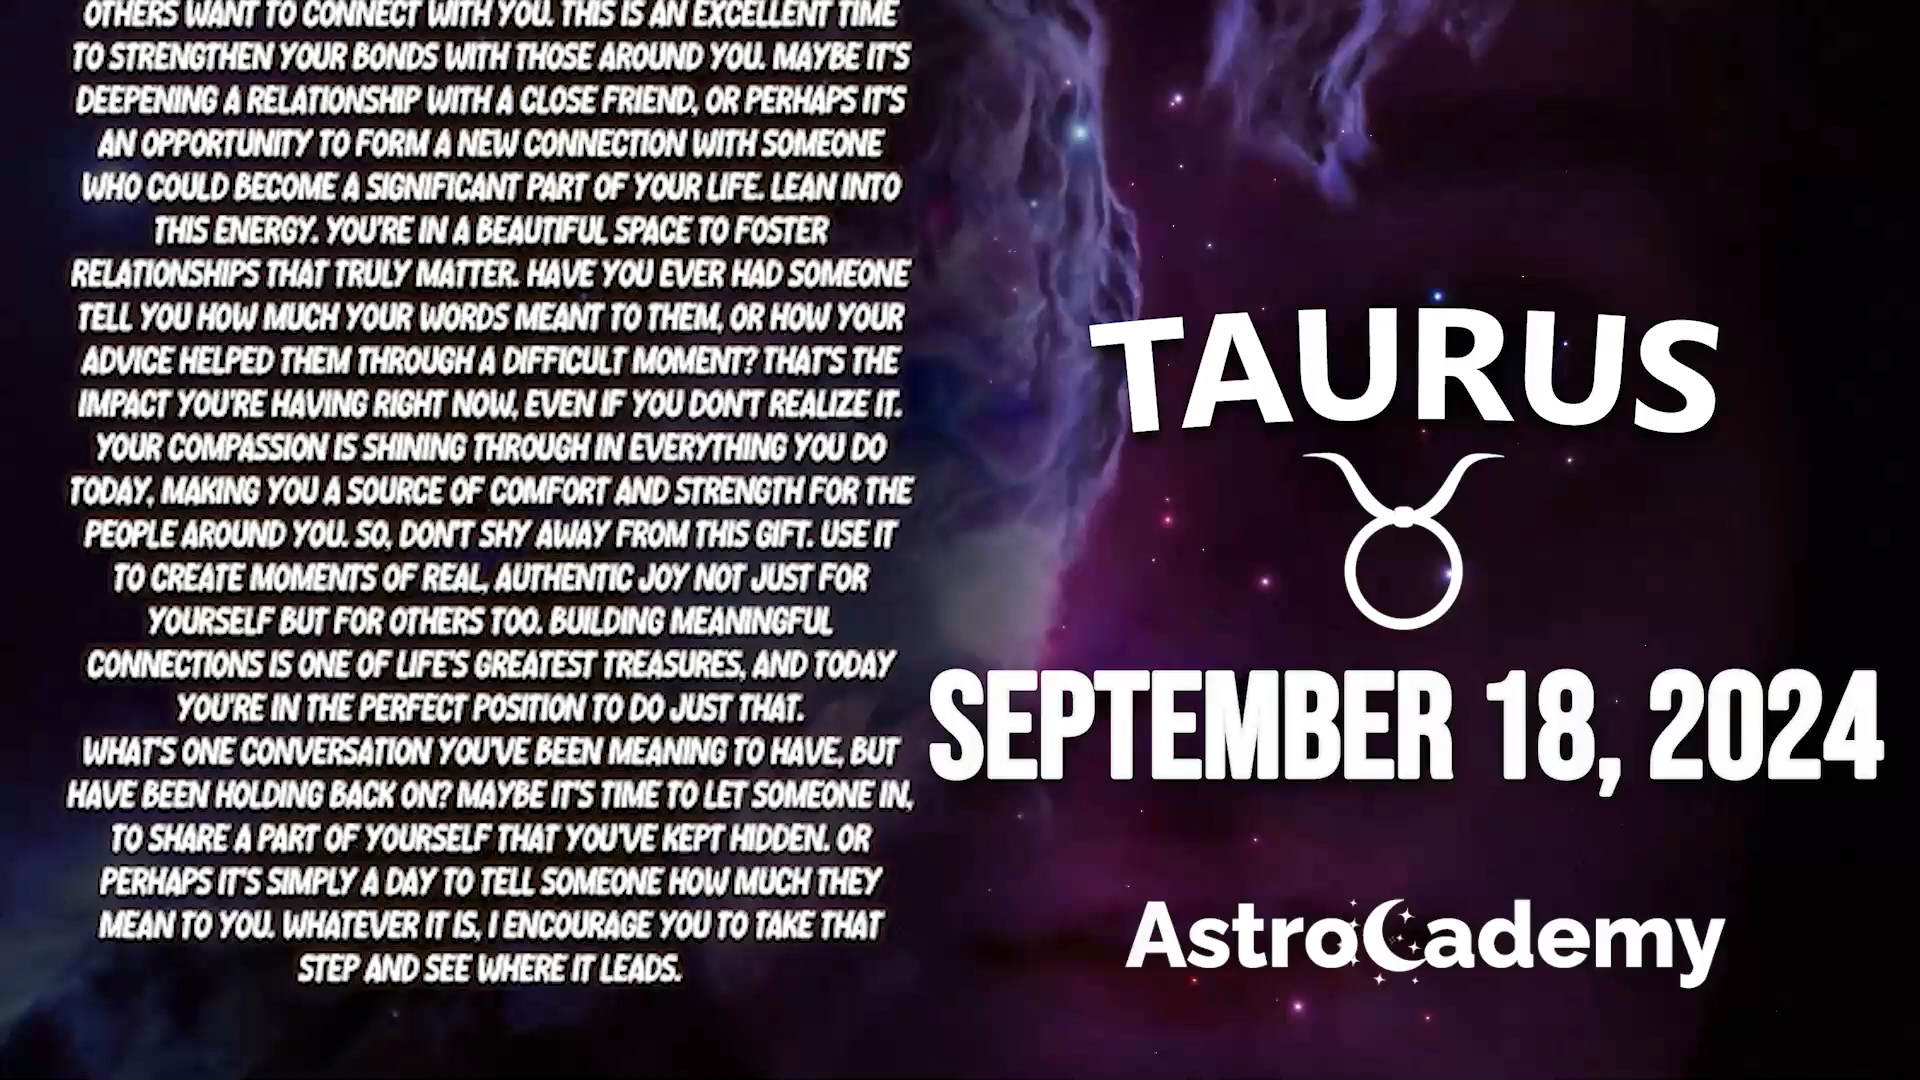 OTHERS WANT TO CONNECT WITH YOU. THIS IS AN EXCELLENT TIME
TO STRENGTHEN YOUR BONDS WITH THOSE AROUND YOU. MAYBE IT'S
DEEPENING A RELATIONSHIP WITH A CLOSE FRIEND, OR PERHAPS IT'S
AN OPPORTUNITY TO FORM A NEW CONNECTION WITH SOMEONE
WHO COULD BECOME A SIGNIFICANT PART OF YOUR LIFE. LEAN INTO
THIS ENERGY. YOU'RE IN A BEAUTIFUL SPACE TO FOSTER
RELATIONSHIPS THAT TRULY MATTER. HAVE YOU EVER HAD SOMEONE
TELL YOU HOW MUCH YOUR WORDS MEANT TO THEM, OR HOW YOUR
ADVICE HELPED THEM THROUGH A DIFFICULT MOMENT? THAT'S THE
IMPACT YOU'RE HAVING RIGHT NOW, EVEN IF YOU DON'T REALIZE IT.
YOUR COMPASSION IS SHINING THROUGH IN EVERYTHING YOU DO
TODAY, MAKING YOU A SOURCE OF COMFORT AND STRENGTH FOR THE
PEOPLE AROUND YOU. SO, DON'T SHY AWAY FROM THIS GIFT. USE IT
TO CREATE MOMENTS OF REAL, AUTHENTIC JOY NOT JUST FOR
YOURSELF BUT FOR OTHERS TOO. BUILDING MEANINGFUL
CONNECTIONS IS ONE OF LIFE'S GREATEST TREASURES, AND TODAY
YOU'RE IN THE PERFECT POSITION TO DO JUST THAT.
WHAT'S ONE CONVERSATION YOU'VE BEEN MEANING TO HAVE, BUT
HAVE BEEN HOLDING BACK ON? MAYBE IT'S TIME TO LET SOMEONE IN,
TO SHARE A PART OF YOURSELF THAT YOU'VE KEPT HIDDEN. OR
PERHAPS IT'S SIMPLY A DAY TO TELL SOMEONE HOW MUCH THEY
MEAN TO YOU. WHATEVER IT IS, I ENCOURAGE YOU TO TAKE THAT
STEP AND SEE WHERE IT LEADS.
TAURUS
SEPTEMBER 18, 2024
AstroCademy